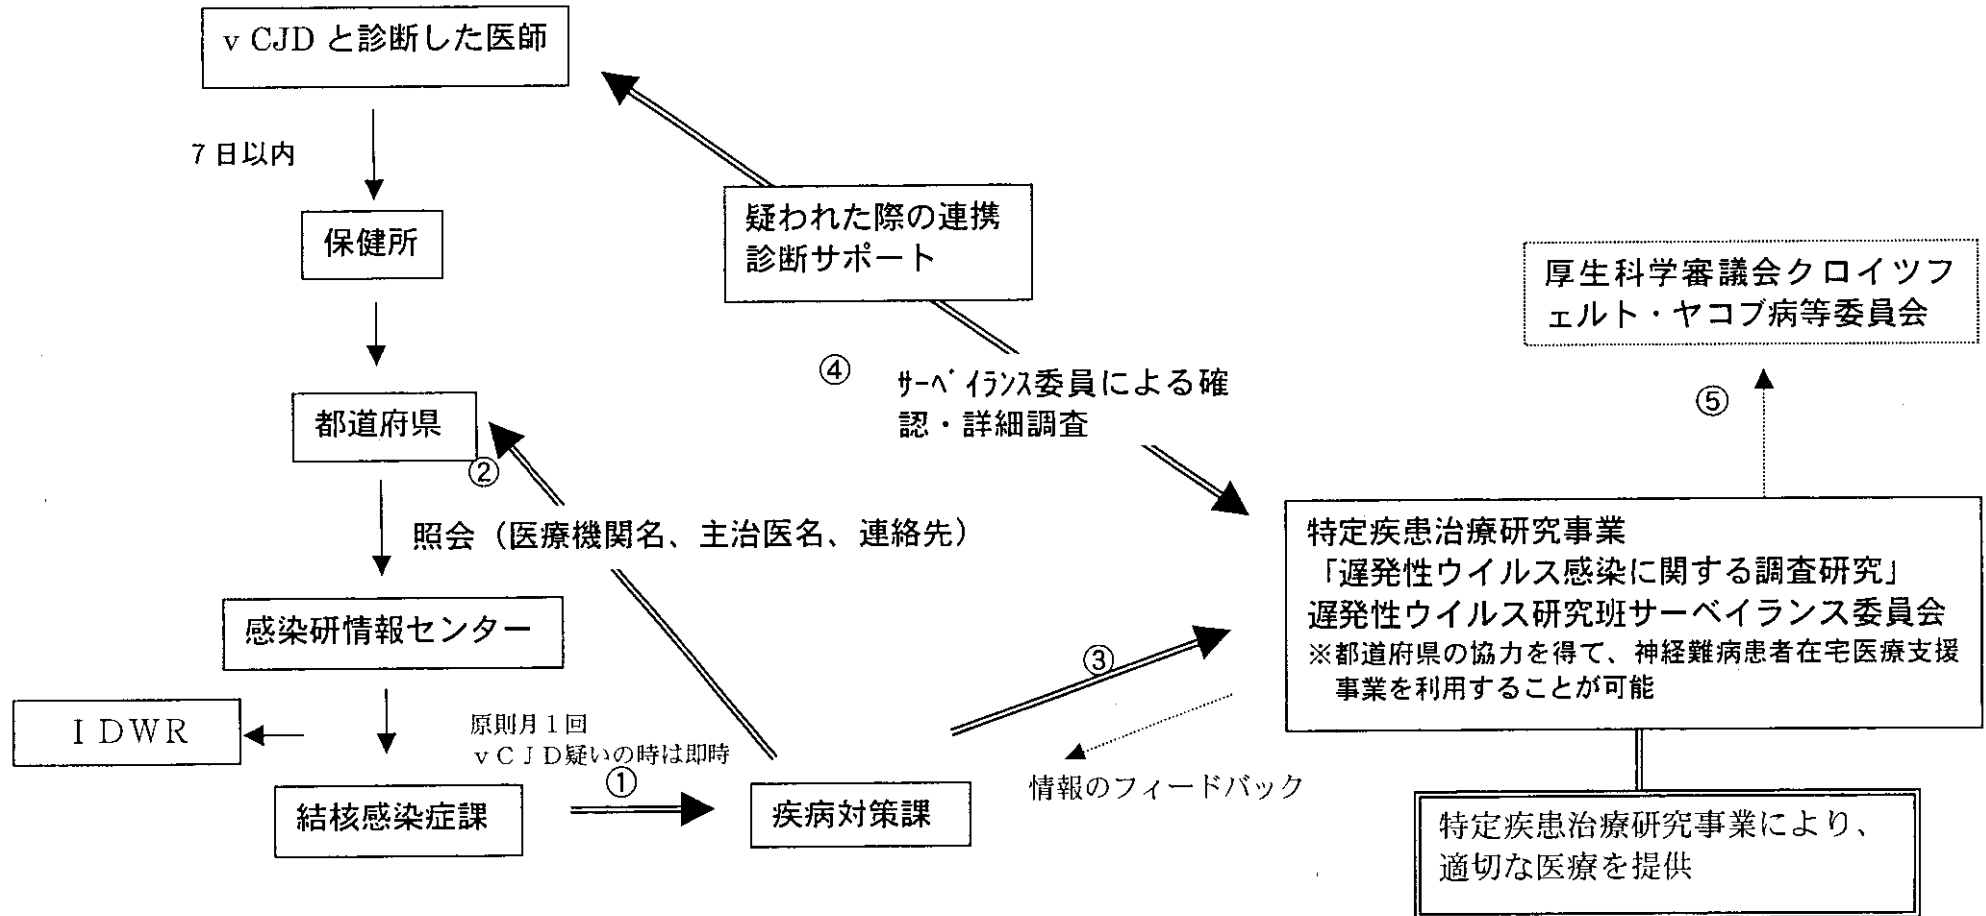 v CJD と診断した医師
7日以内
保健所
疑われた際の連携
診断サポート
厚生科学審議会クロイツフ
ェルト・ヤコブ病等委員会
④
サーベイランス委員による確
認・詳細調査
⑤
都道府県
②
照会（医療機関名、主治医名、連絡先）
特定疾患治療研究事業
「遅発性ウイルス感染に関する調査研究」
遅発性ウイルス研究班サーベイランス委員会
※都道府県の協力を得て、神経難病患者在宅医療支援
事業を利用することが可能
感染研情報センター
③
ＩＤＷＲ
原則月１回
ｖＣＪＤ疑いの時は即時
①
情報のフィードバック
結核感染症課
疾病対策課
特定疾患治療研究事業により、
適切な医療を提供